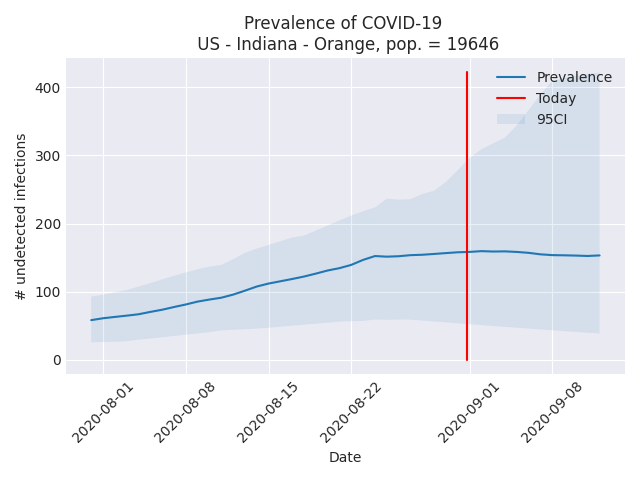 Prevalence of COVID-19
US - Indiana - Orange, pop. = 19646
Prevalence
Today
95CI
# undetected infections
400
300
200
100
0
2020-08-01
2020-08-08
2020-08-15
2020-08-22
2020-09-01
2020-09-08
Date